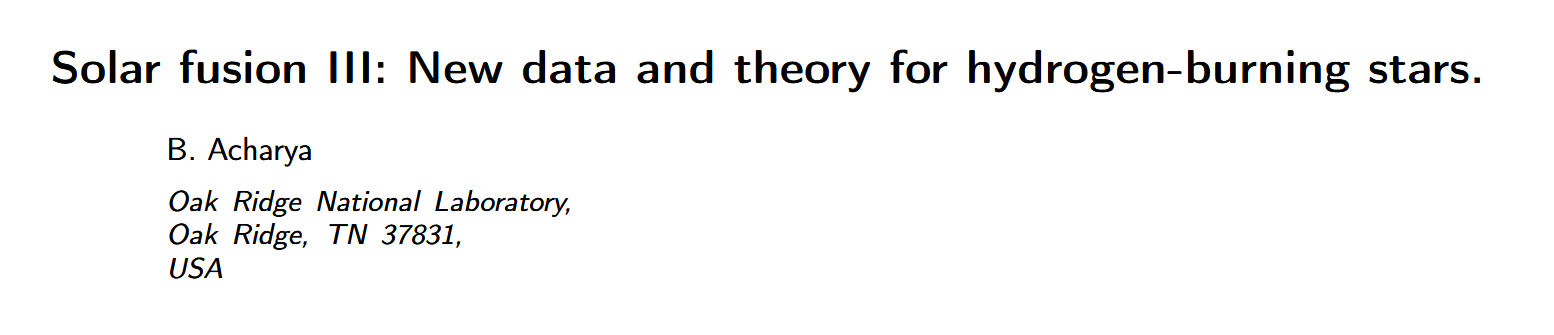 Solar fusion III: New data and theory for hydrogen-burning stars.
B. Acharya
Oak Ridge National Laboratory,
Oak Ridge, TN 37831,
USA